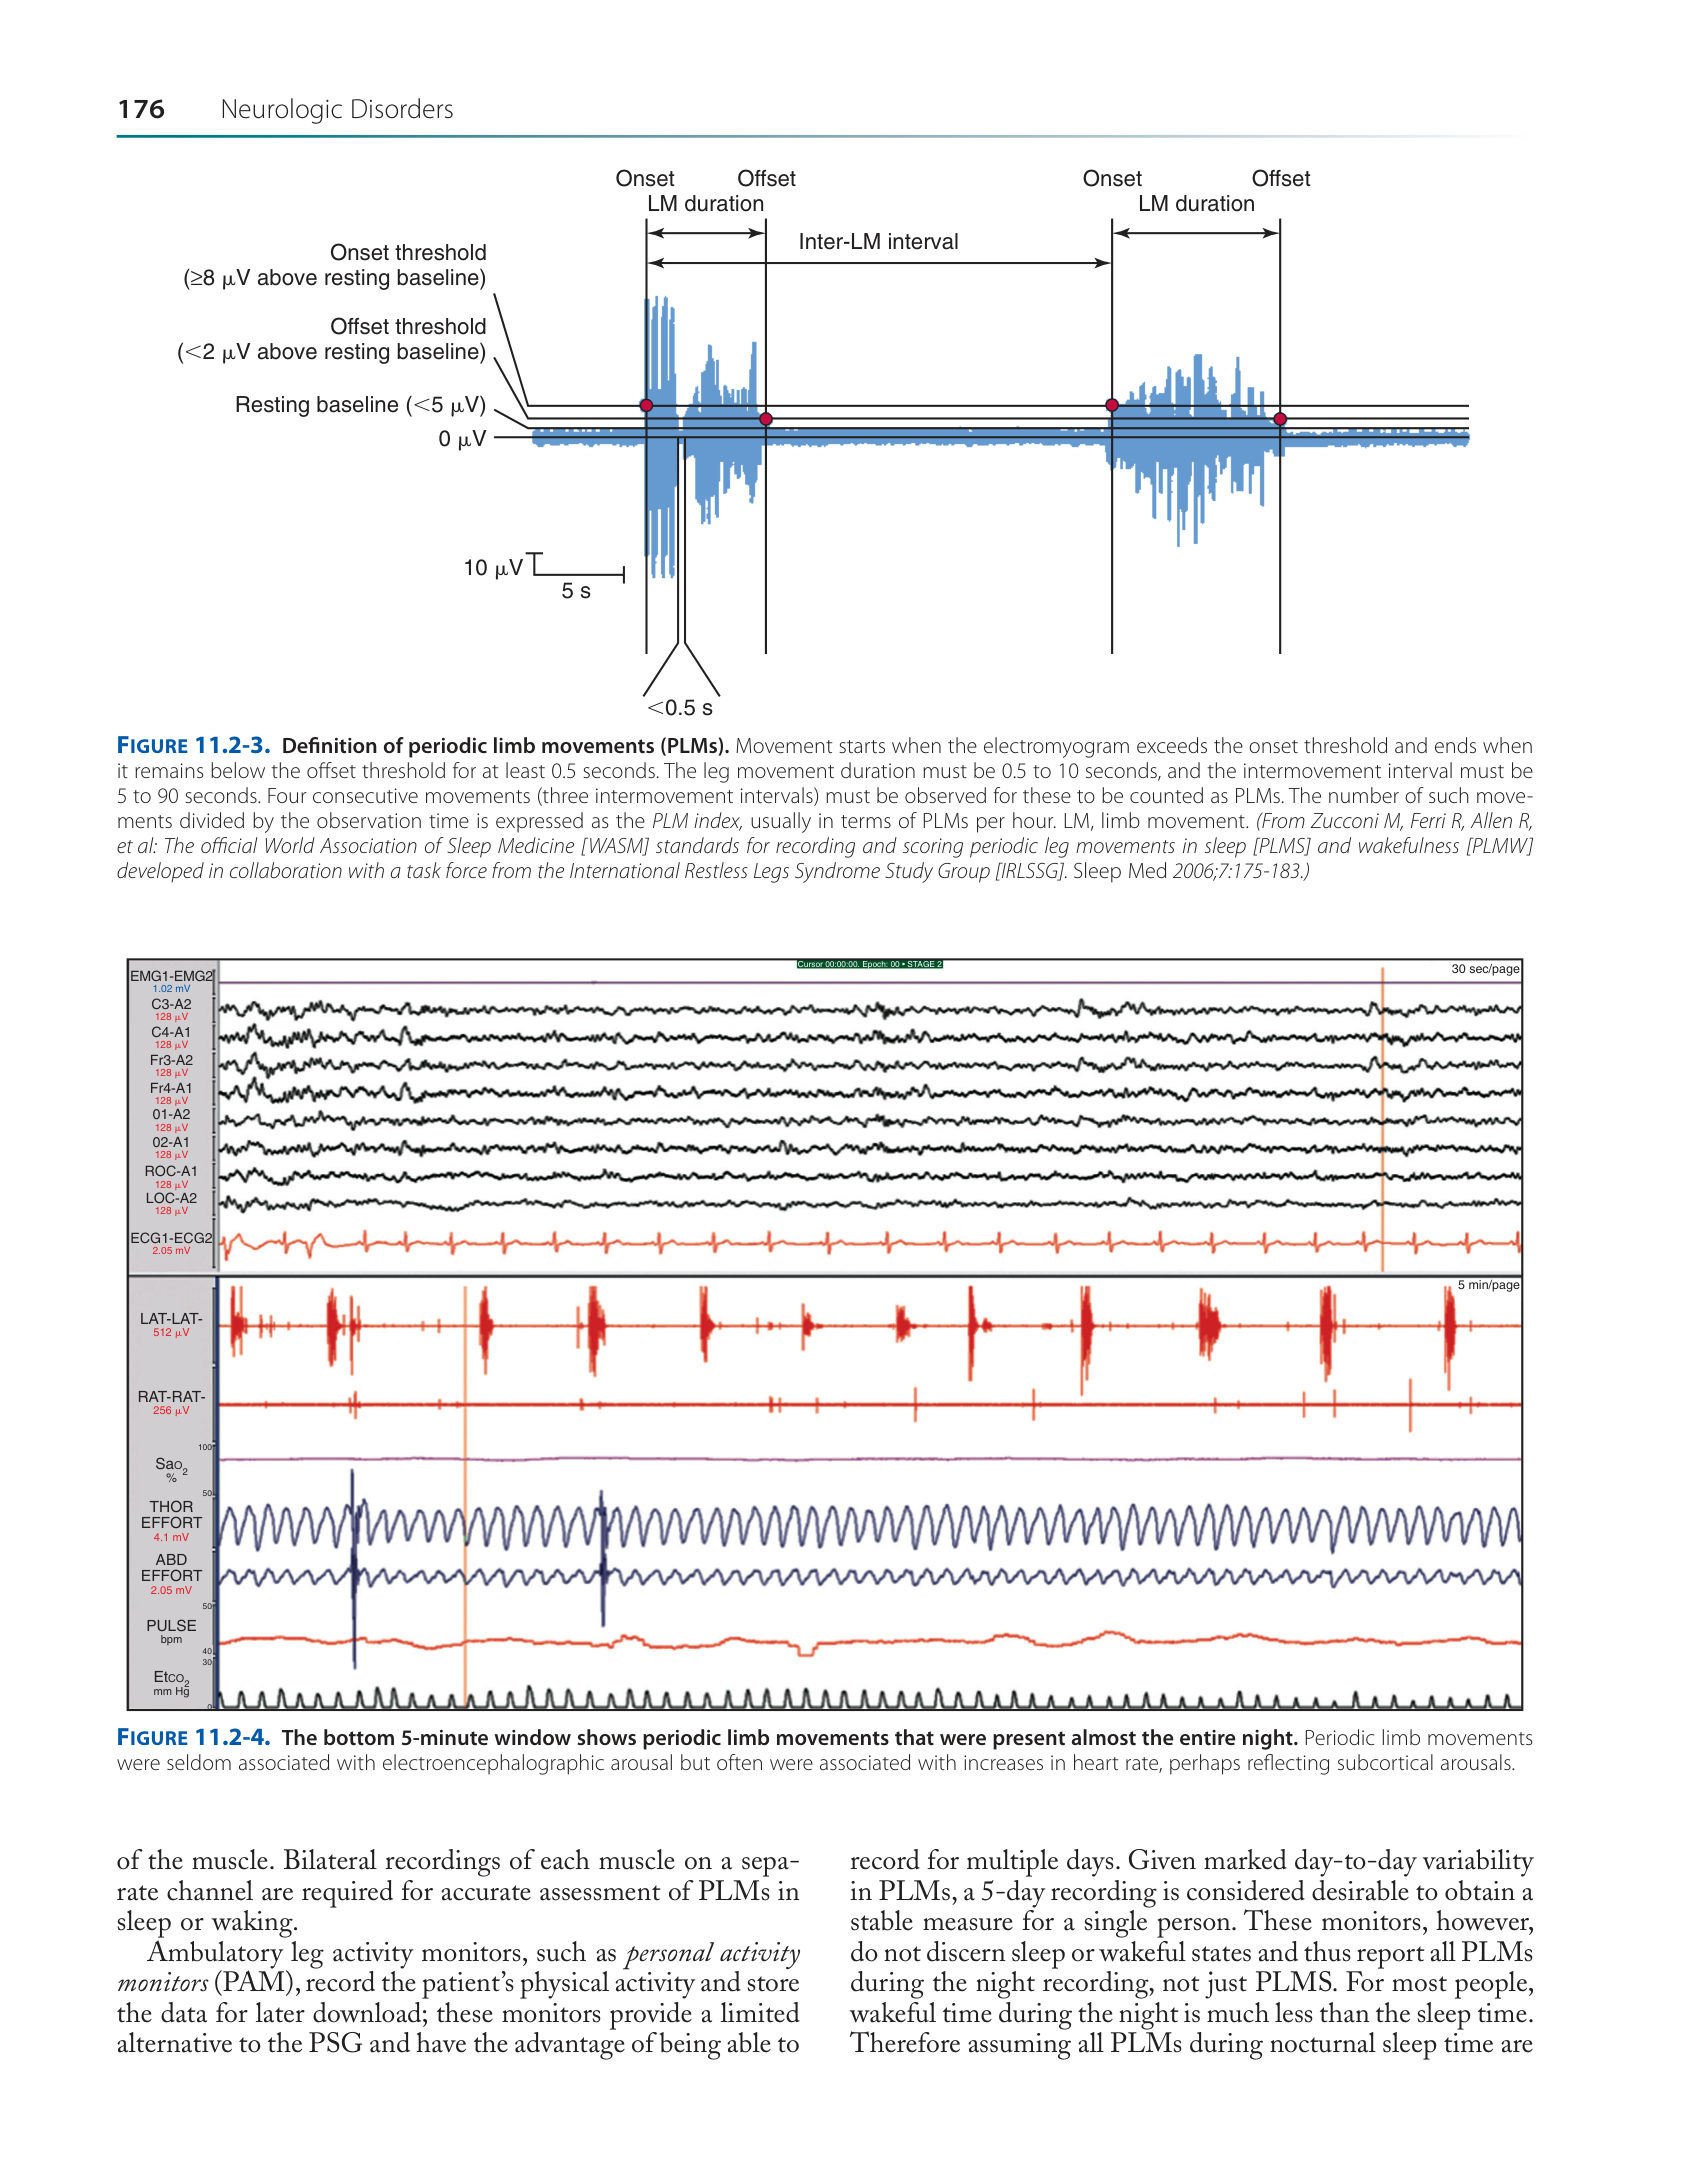 176 Neurologic Disorders
Onset Offset Onset Offset
LM duration LM duration
Inter-LM interval
Onset threshold
(≥8 μV above resting baseline)
Offset threshold
(<2 μV above resting baseline)
Resting baseline (<5 μV)
0 μV
10 μV
5 s
<0.5 s
FIGURE 11.2-3. Definition of periodic limb movements (PLMs). Movement starts when the electromyogram exceeds the onset threshold and ends when
it remains below the offset threshold for at least 0.5 seconds. The leg movement duration must be 0.5 to 10 seconds, and the intermovement interval must be
5 to 90 seconds. Four consecutive movements (three intermovement intervals) must be observed for these to be counted as PLMs. The number of such move-
ments divided by the observation time is expressed as the PLM index, usually in terms of PLMs per hour. LM, limb movement. (From Zucconi M, Ferri R, Allen R,
et al: The official World Association of Sleep Medicine [WASM] standards for recording and scoring periodic leg movements in sleep [PLMS] and wakefulness [PLMW]
developed in collaboration with a task force from the International Restless Legs Syndrome Study Group [IRLSSG]. Sleep Med 2006;7:175-183.)
Cursor 00:00:00. Epoch: 00 • STAGE 2
30 sec/page
EMG1-EMG2
1.02 mV
C3-A2
128 μV
C4-A1
128 μV
Fr3-A2
128 μV
Fr4-A1
128 μV
01-A2
128 μV
02-A1
128 μV
ROC-A1
128 μV
LOC-A2
128 μV
ECG1-ECG2
2.05 mV
5 min/page
LAT-LAT-
512 μV
RAT-RAT-
256 μV
100
Sao2
%
50
THOR
EFFORT
4.1 mV
ABD
EFFORT
2.05 mV
50
PULSE
bpm
40
30
Etco2
mm Hg
0
FIGURE 11.2-4. The bottom 5-minute window shows periodic limb movements that were present almost the entire night. Periodic limb movements
were seldom associated with electroencephalographic arousal but often were associated with increases in heart rate, perhaps reflecting subcortical arousals.
of the muscle. Bilateral recordings of each muscle on a sepa-
rate channel are required for accurate assessment of PLMs in
sleep or waking.
Ambulatory leg activity monitors, such as personal activity
monitors (PAM), record the patient's physical activity and store
the data for later download; these monitors provide a limited
alternative to the PSG and have the advantage of being able to
record for multiple days. Given marked day-to-day variability
in PLMs, a 5-day recording is considered desirable to obtain a
stable measure for a single person. These monitors, however,
do not discern sleep or wakeful states and thus report all PLMs
during the night recording, not just PLMS. For most people,
wakeful time during the night is much less than the sleep time.
Therefore assuming all PLMs during nocturnal sleep time are